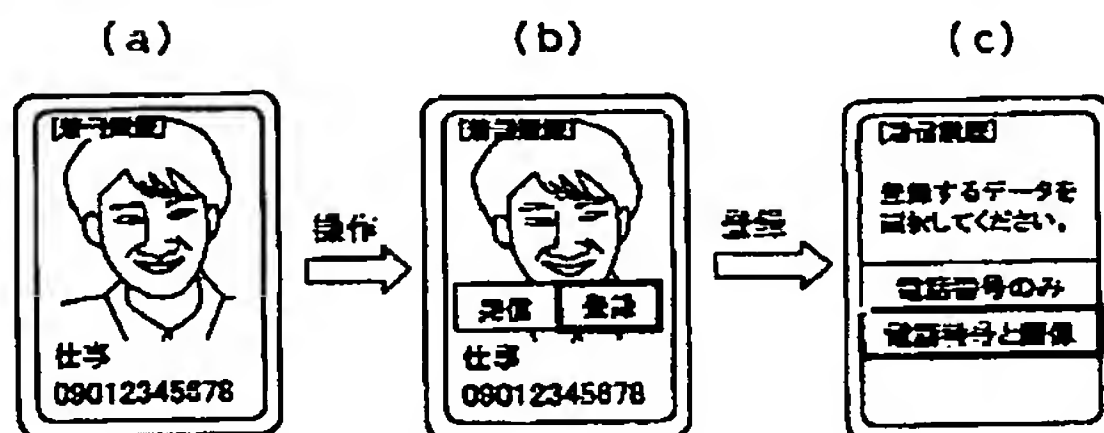 (a)
(b)
(c)
[着信履歴]
[着信履歴]
[着信履歴]
操作
登録
登録するデータを
選択してください。
発信
登録
電話番号のみ
電話番号と画像
仕事
09012345678
仕事
09012345678